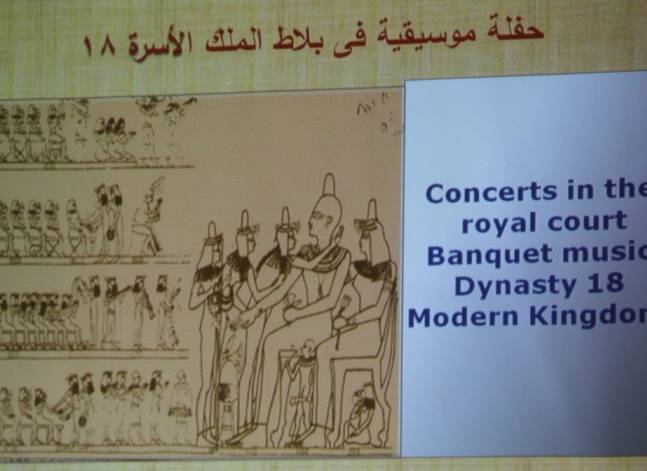 حفلة موسيقية فى بلاط الملك الأسرة ١٨
Concerts in the
royal court
Banquet music
Dynasty 18
Modern Kingdom